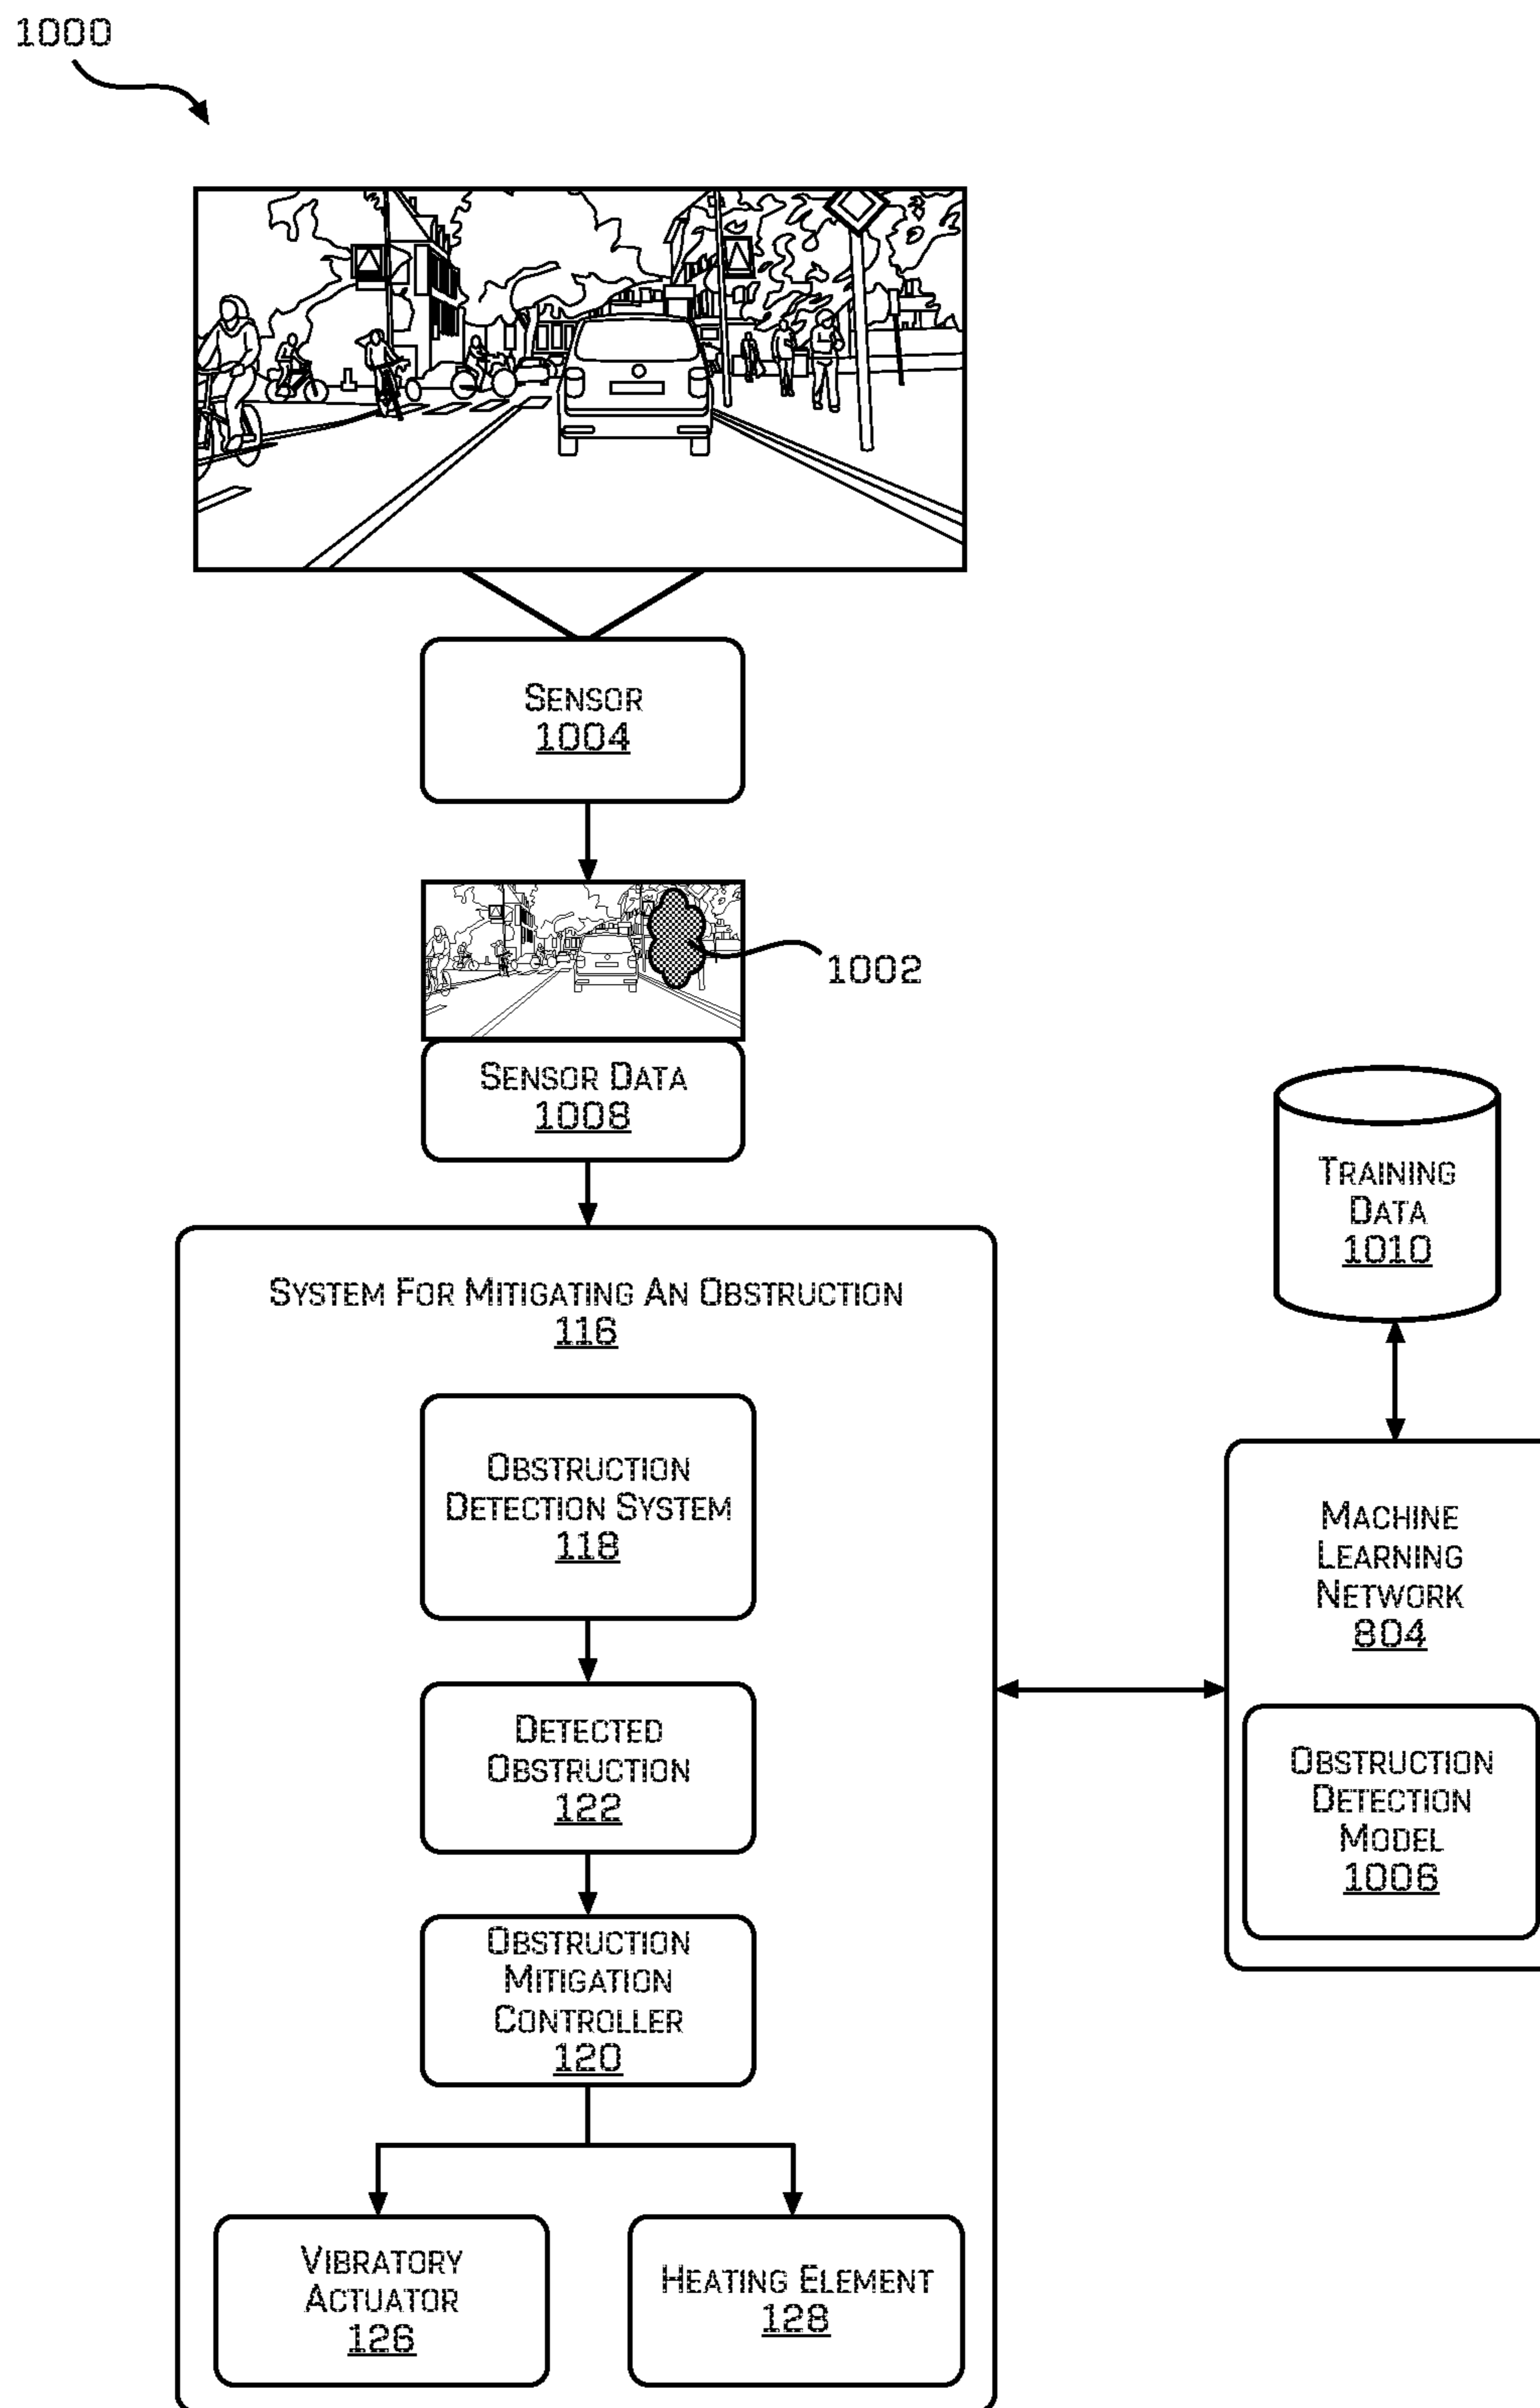 1000
SENSOR
1004
1002
SENSOR DATA
1008
TRAINING
DATA
1010
SYSTEM FOR MITIGATING AN OBSTRUCTION
116
OBSTRUCTION
DETECTION SYSTEM
118
MACHINE
LEARNING
NETWORK
804
DETECTED
OBSTRUCTION
122
OBSTRUCTION
DETECTION
MODEL
1006
OBSTRUCTION
MITIGATION
CONTROLLER
120
VIBRATORY
ACTUATOR
126
HEATING ELEMENT
128